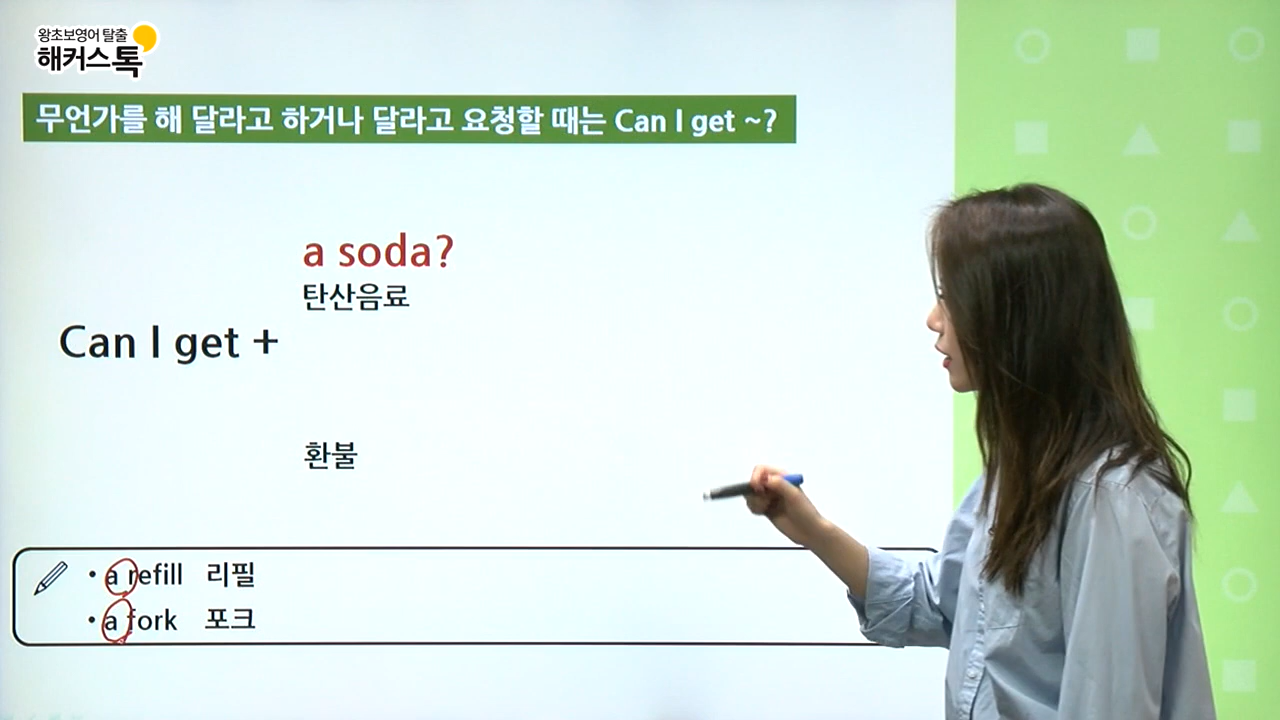 왕초보영어 탈출
해커스톡
무언가를 해 달라고 하거나 달라고 요청할 때는 Can I get ~?
a soda?
탄산음료
Can I get +
환불
• a refill 리필
• a fork 포크